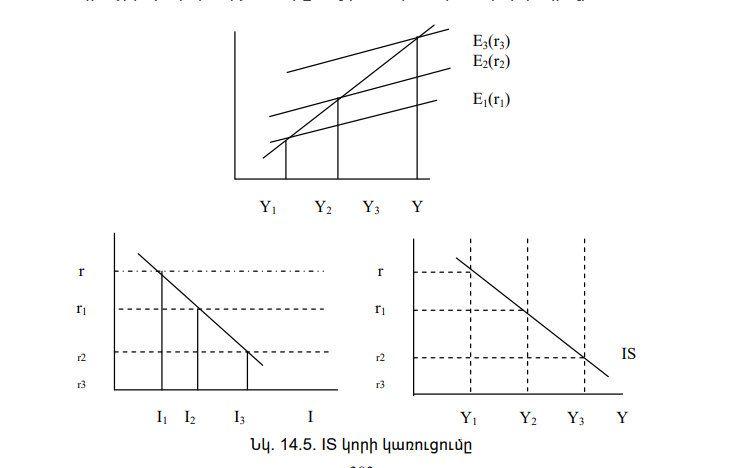 E₃(r₃)
E₂(r₂)
E₁(r₁)
Y₁ Y₂ Y₃ Y
r r
r₁ r₁
r2 r2 IS
r3 r3
I₁ I₂ I₃ I Y₁ Y₂ Y₃ Y
Նկ. 14.5. IS կորի կառուցումը